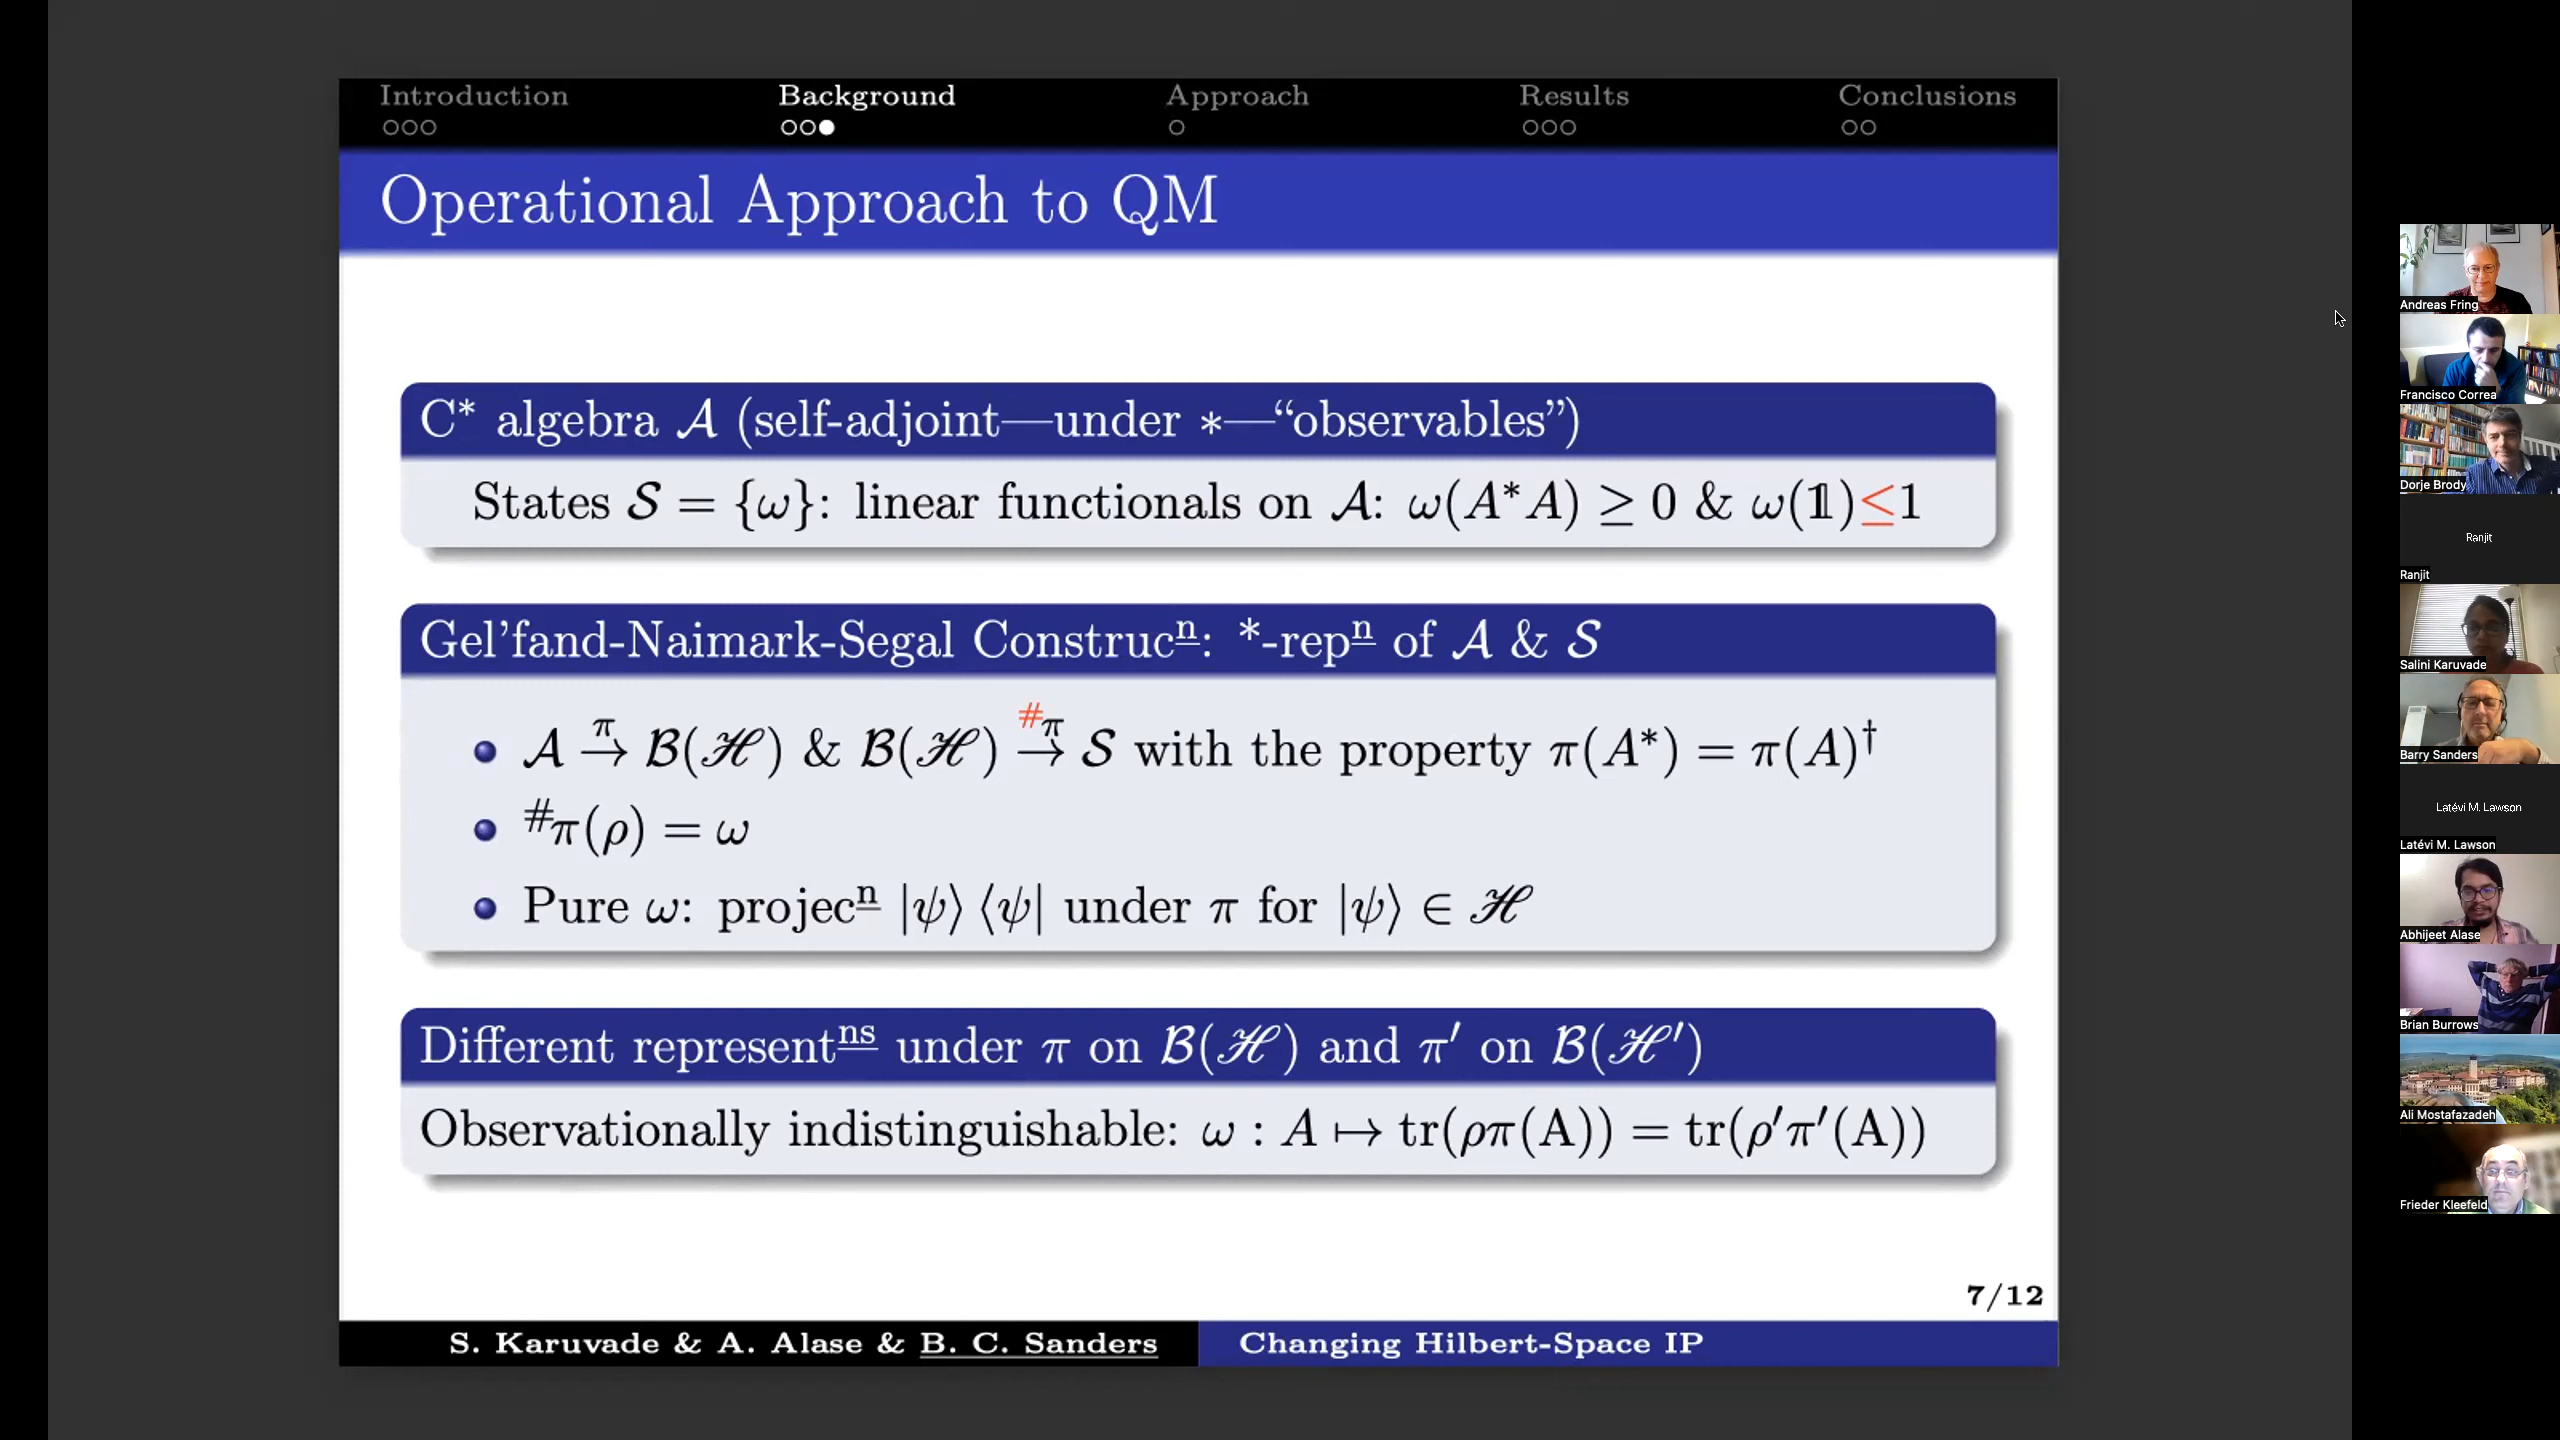 Introduction Background Approach Results Conclusions
Operational Approach to QM
C* algebra 𝒜 (self-adjoint—under *—“observables”)
States 𝒮 = {ω}: linear functionals on 𝒜: ω(A*A) ≥ 0 & ω(𝟙)≤1
Gel’fand-Naimark-Segal Construcⁿ: *-repⁿ of 𝒜 & 𝒮
𝒜 →^π ℬ(ℋ) & ℬ(ℋ) →^{#π} 𝒮 with the property π(A*) = π(A)†
#π(ρ) = ω
Pure ω: projecⁿ |ψ⟩ ⟨ψ| under π for |ψ⟩ ∈ ℋ
Different representⁿˢ under π on ℬ(ℋ) and π′ on ℬ(ℋ′)
Observationally indistinguishable: ω : A ↦ tr(ρπ(A)) = tr(ρ′π′(A))
7/12
S. Karuvade & A. Alase & B. C. Sanders Changing Hilbert-Space IP
Andreas Fring
Francisco Correa
Dorje Brody
Ranjit
Ranjit
Salini Karuvade
Barry Sanders
Latévi M. Lawson
Latévi M. Lawson
Abhijeet Alase
Brian Burrows
Ali Mostafazadeh
Frieder Kleefeld